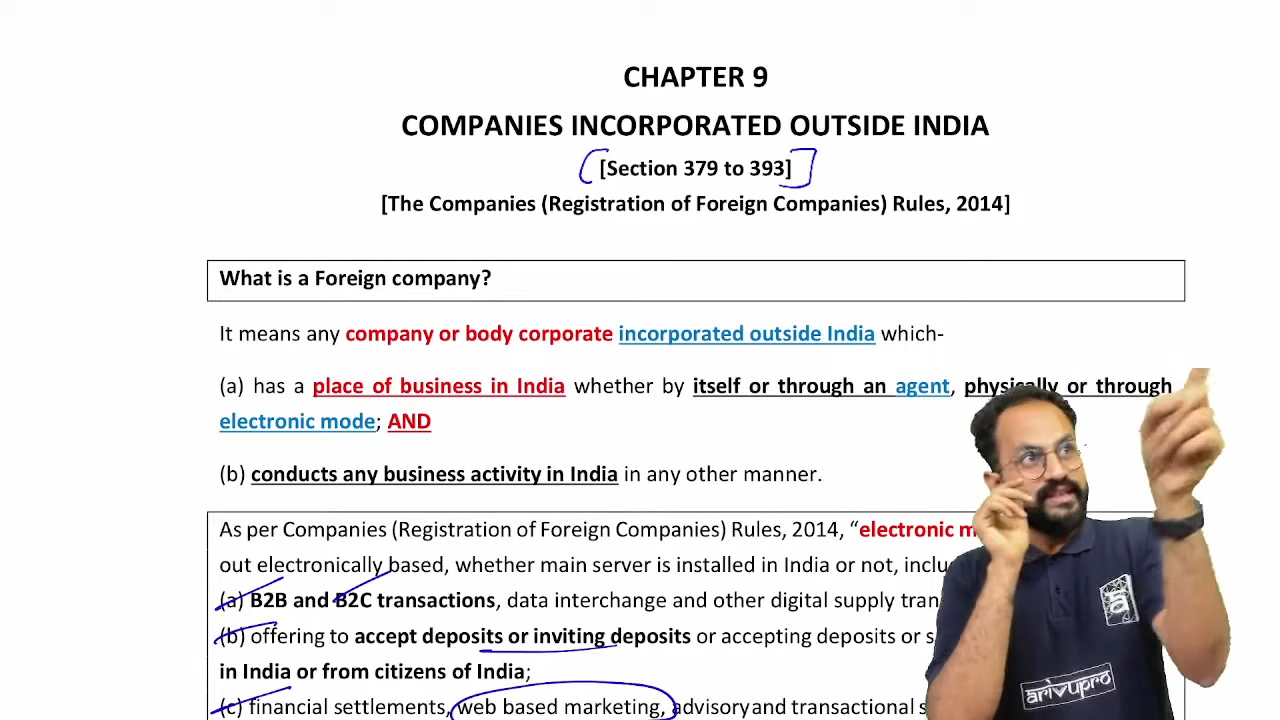 CHAPTER 9
COMPANIES INCORPORATED OUTSIDE INDIA
[Section 379 to 393]
[The Companies (Registration of Foreign Companies) Rules, 2014]
What is a Foreign company?
It means any company or body corporate incorporated outside India which-
(a) has a place of business in India whether by itself or through an agent, physically or through
electronic mode; AND
(b) conducts any business activity in India in any other manner.
As per Companies (Registration of Foreign Companies) Rules, 2014, “electronic
out electronically based, whether main server is installed in India or not,
(a) B2B and B2C transactions, data interchange and other digital supply
(b) offering to accept deposits or inviting deposits or accepting deposits or
in India or from citizens of India;
(c) financial settlements, web based marketing, advisory and transactional
arivupro